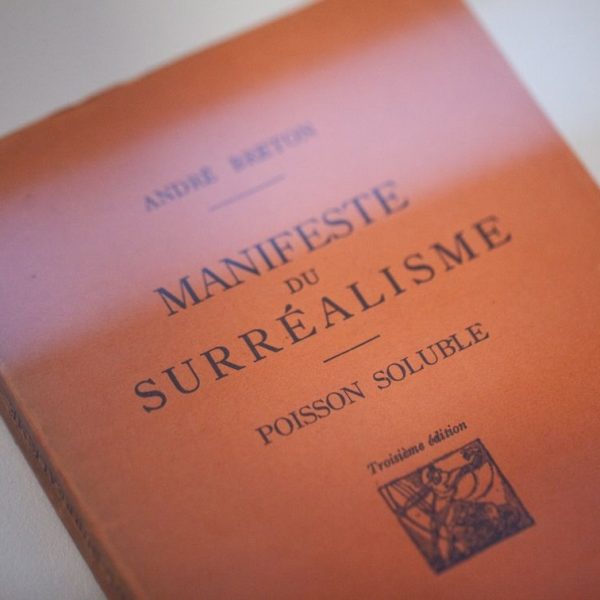 ANDRÉ BRETON
MANIFESTE
DU
SURRÉALISME
POISSON SOLUBLE
Troisième édition